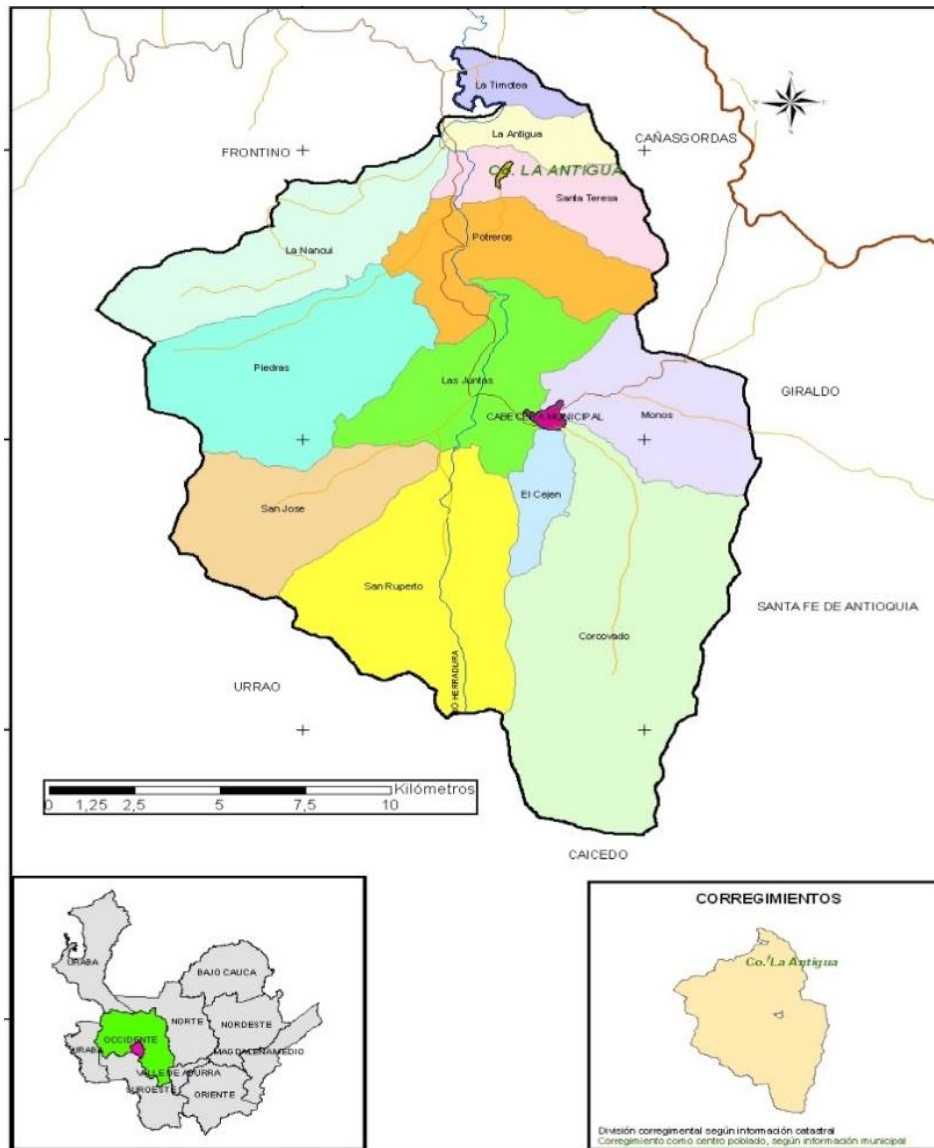 La Timotea
La Antigua
CAÑASGORDAS
FRONTINO
Co. LA ANTIGUA
Santa Teresa
Potreros
La Nancui
Piedras
Las Juntas
GIRALDO
CABECERA MUNICIPAL
Monos
El Cejen
San Jose
San Ruperto
SANTA FE DE ANTIOQUIA
Corcovado
URRAO
RIO HERRADURA
Kilómetros
0 1,25 2,5 5 7,5 10
CAICEDO
URABA
BAJO CAUCA
NORTE
NORDESTE
OCCIDENTE
URABA
MAGDALENA MEDIO
VALLE DE ABURRA
SUROESTE
ORIENTE
CORREGIMIENTOS
Co. La Antigua
División corregimental según información catastral
Corregimiento como centro poblado, según información municipal